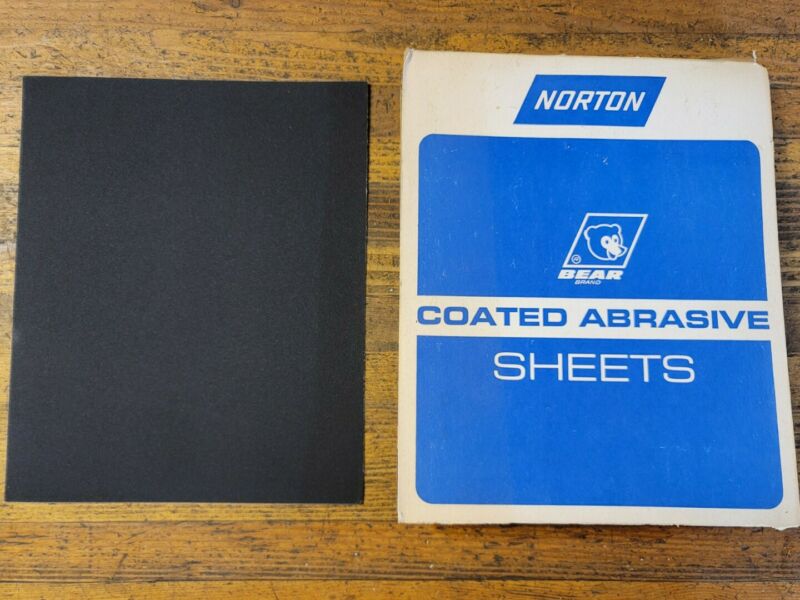 NORTON
®
BEAR
BRAND
COATED ABRASIVE
SHEETS